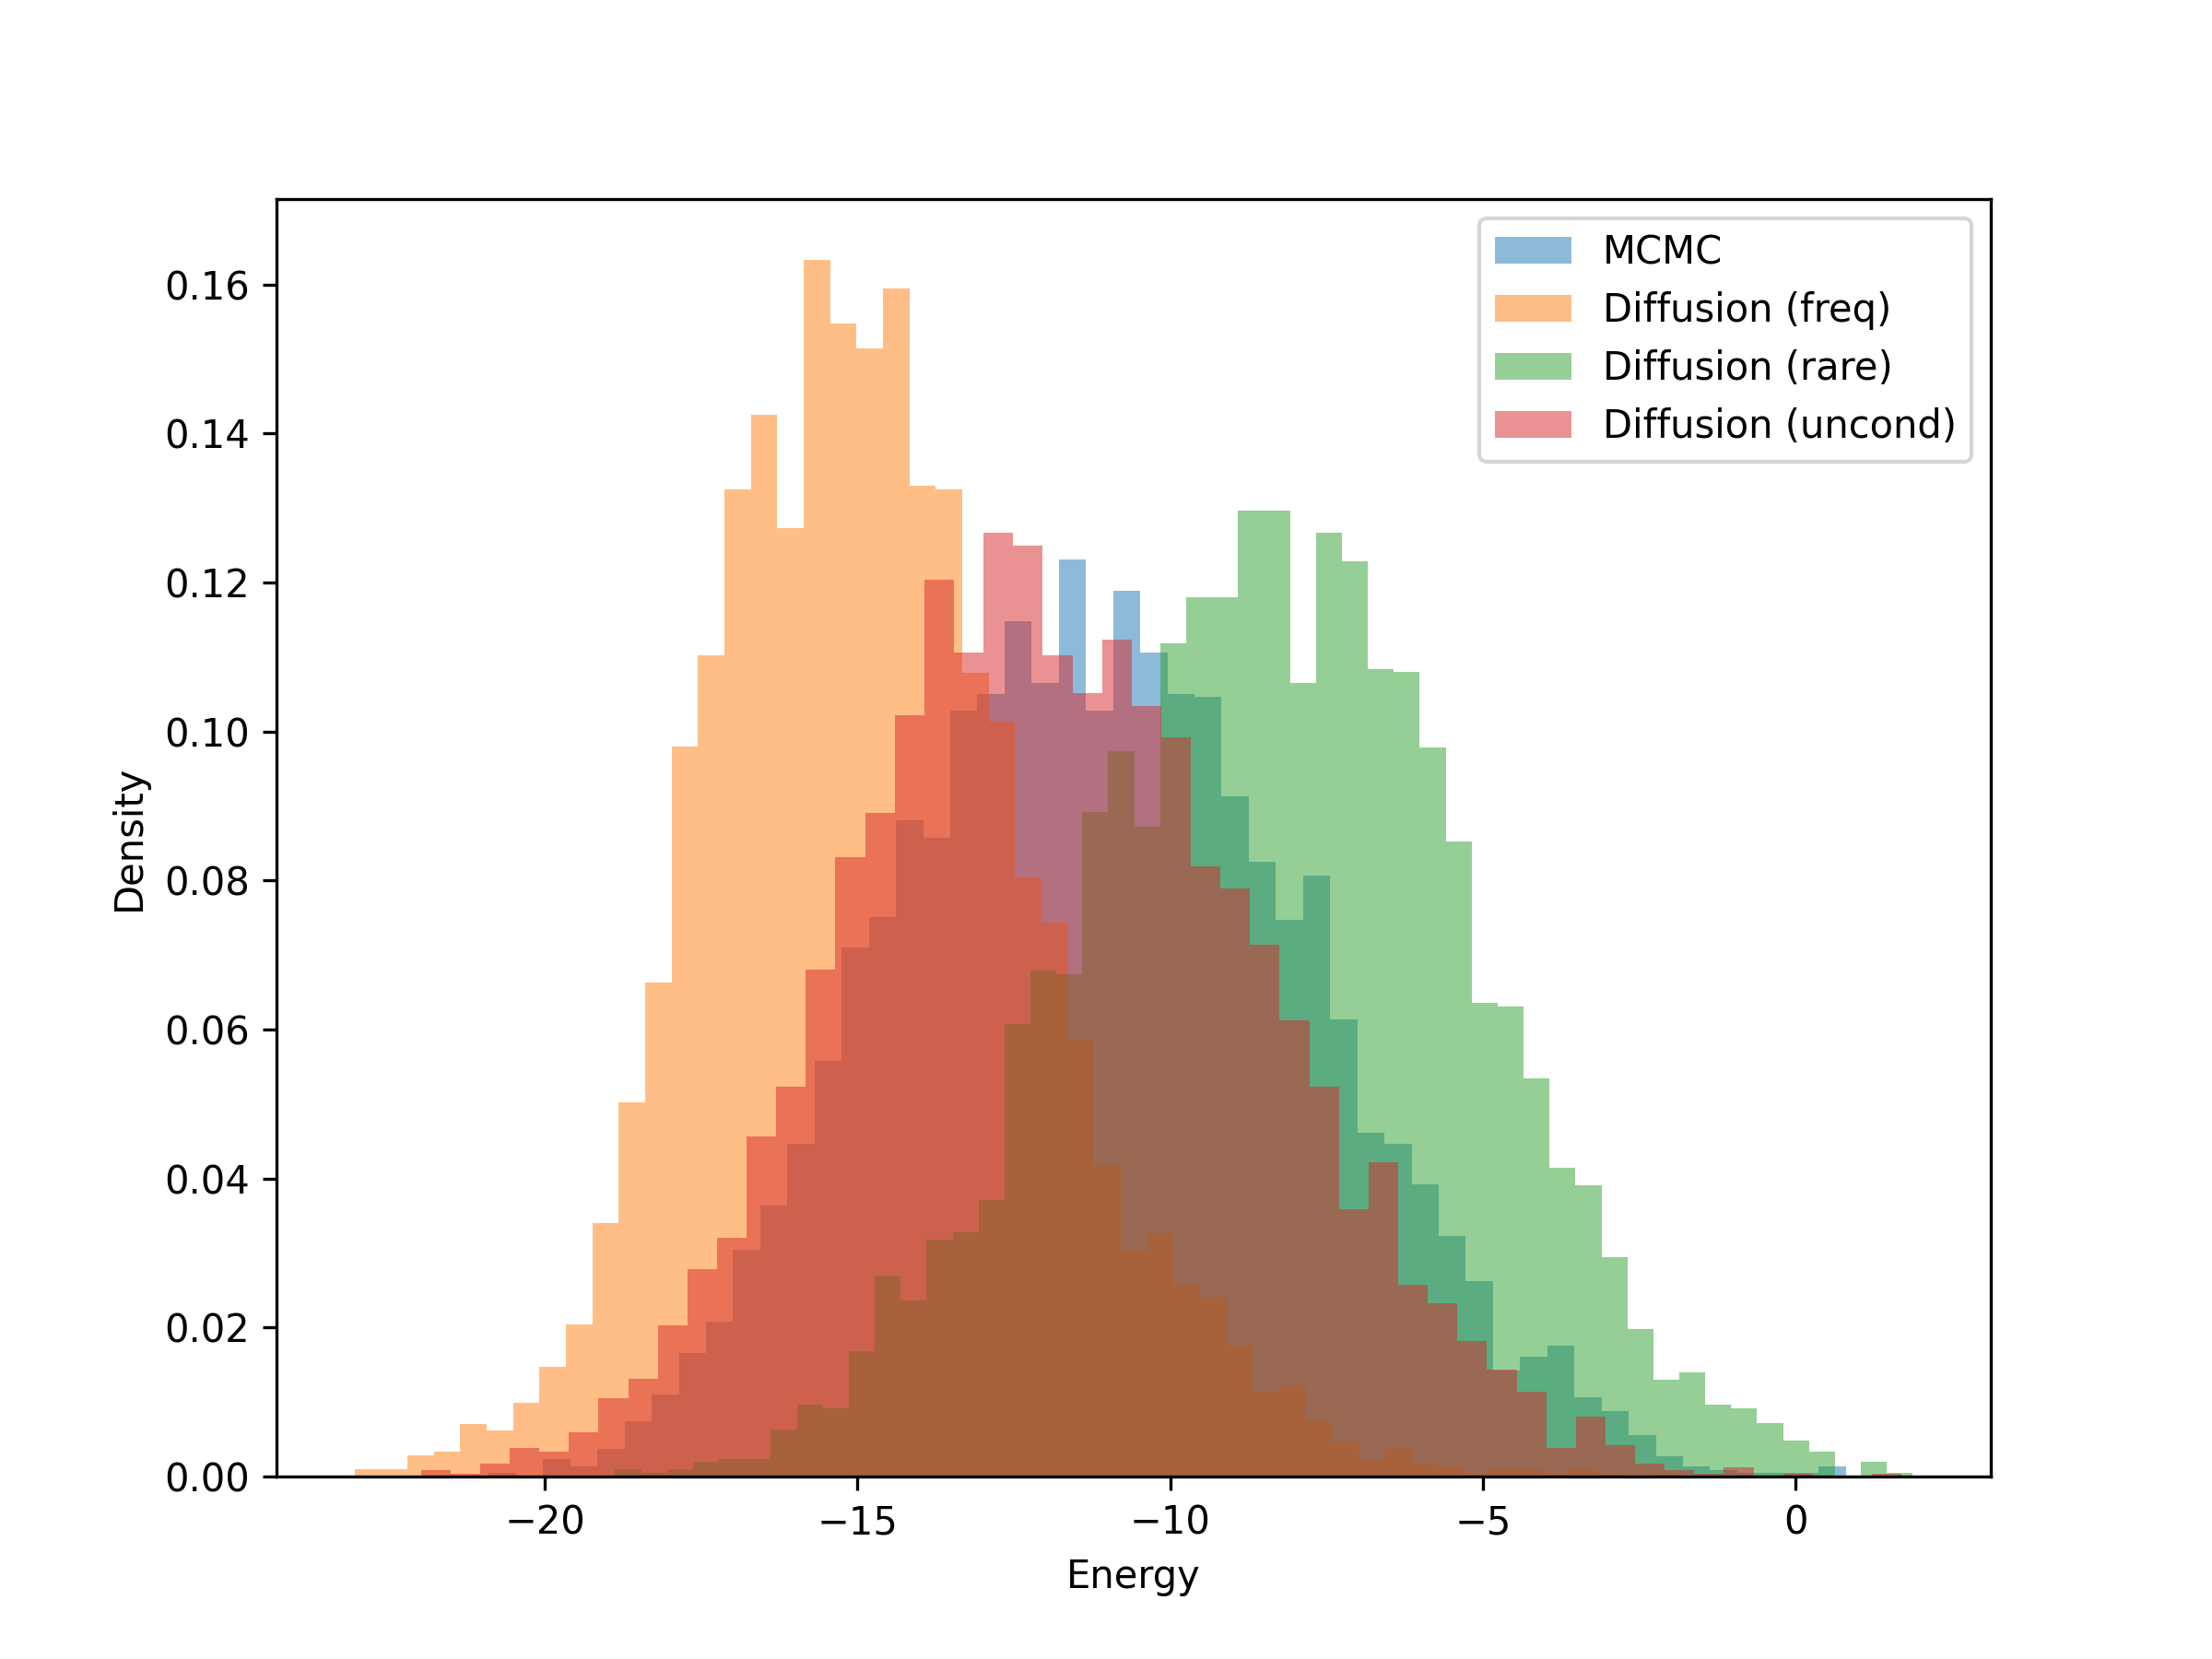 MCMC
Diffusion (freq)
Diffusion (rare)
Diffusion (uncond)
0.16
0.14
0.12
0.10
0.08
0.06
0.04
0.02
0.00
Density
−20 −15 −10 −5 0
Energy